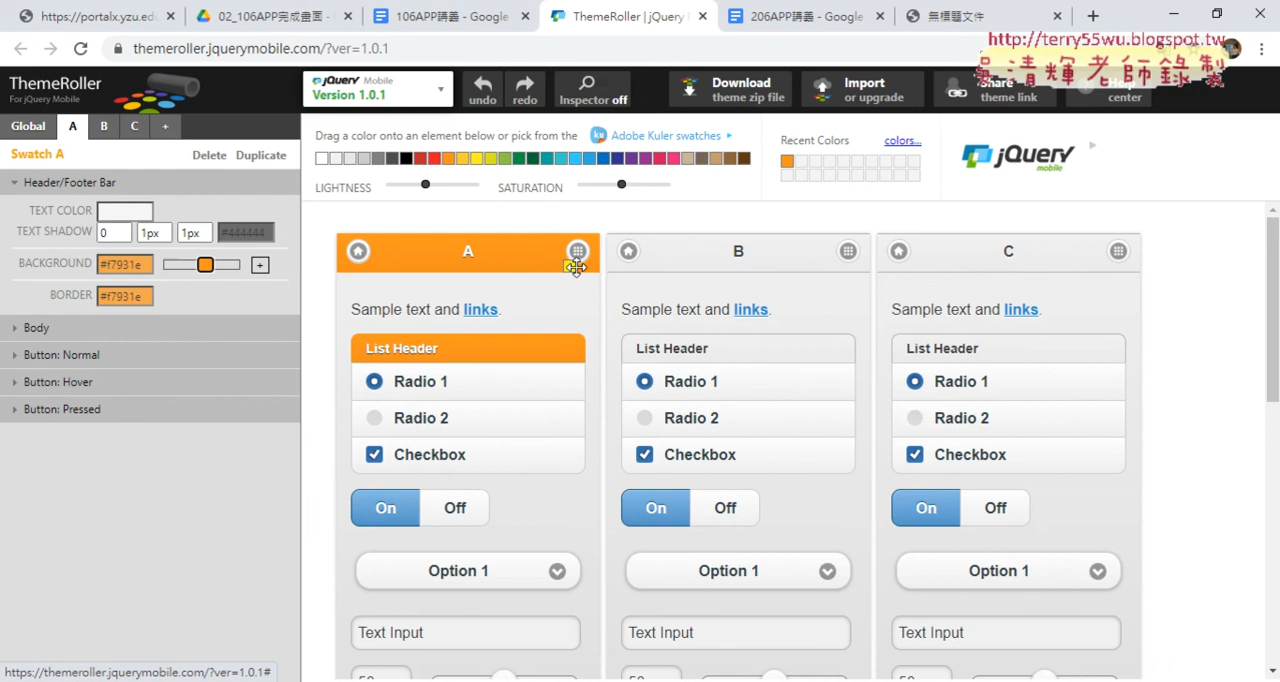 https://portalx.yzu.ed
02_106APP完成畫面 -
106APP講義 - Google
ThemeRoller | jQuery
206APP講義 - Google
無標題文件
themeroller.jquerymobile.com/?ver=1.0.1
http://terry55wu.blogspot.tw
吳清輝老師錄製
ThemeRoller
For jQuery Mobile
jQuery Mobile
Version 1.0.1
undo
redo
Inspector off
Download
theme zip file
Import
or upgrade
Share
theme link
Help
center
Global
A
B
C
+
Swatch A
Delete
Duplicate
Header/Footer Bar
TEXT COLOR
TEXT SHADOW
0
1px
1px
#444444
BACKGROUND
#f7931e
+
BORDER
#f7931e
Body
Button: Normal
Button: Hover
Button: Pressed
Drag a color onto an element below or pick from the
ku
Adobe Kuler swatches
LIGHTNESS
SATURATION
Recent Colors
colors...
jQuery
mobile
A
Sample text and links.
List Header
Radio 1
Radio 2
Checkbox
On
Off
Option 1
Text Input
50
B
Sample text and links.
List Header
Radio 1
Radio 2
Checkbox
On
Off
Option 1
Text Input
50
C
Sample text and links.
List Header
Radio 1
Radio 2
Checkbox
On
Off
Option 1
Text Input
50
https://themeroller.jquerymobile.com/?ver=1.0.1#